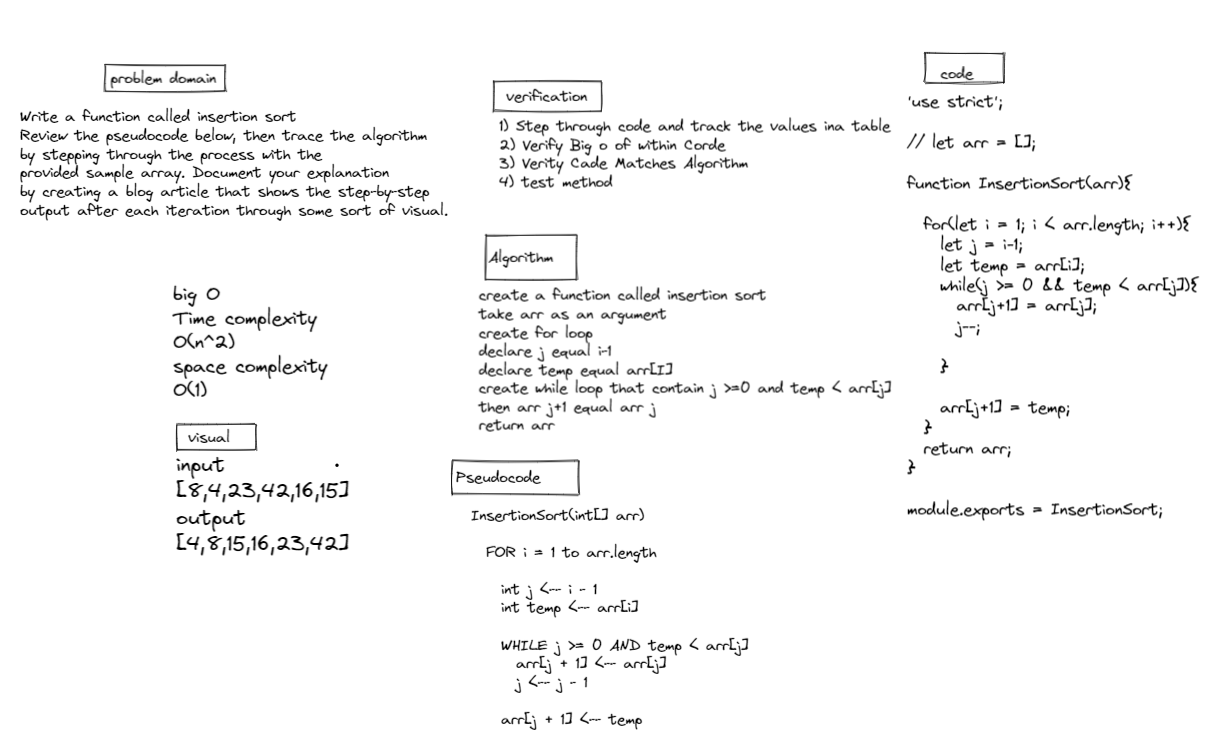 problem domain
Write a function called insertion sort
Review the pseudocode below, then trace the algorithm
by stepping through the process with the
provided sample array. Document your explanation
by creating a blog article that shows the step-by-step
output after each iteration through some sort of visual.
big O
Time complexity
O(n^2)
space complexity
O(1)
visual
input
[8,4,23,42,16,15]
output
[4,8,15,16,23,42]
verification
1) Step through code and track the values ina table
2) Verify Big o of within Corde
3) Verity Cade Matches Algorithm
4) test method
Algorithm
create a function called insertion sort
take arr as an argument
create for loop
declare j equal i-1
declare temp equal arr[I]
create while loop that contain j >=0 and temp < arr[j]
then arr j+1 equal arr j
return arr
Pseudocode
InsertionSort(int[] arr)
FOR i = 1 to arr.length
int j <-- i - 1
int temp <-- arr[i]
WHILE j >= 0 AND temp < arr[j]
arr[j + 1] <-- arr[j]
j <-- j - 1
arr[j + 1] <-- temp
code
'use strict';
// let arr = [];
function InsertionSort(arr){
for(let i = 1; i < arr.length; i++){
let j = i-1;
let temp = arr[i];
while(j >= 0 && temp < arr[j]){
arr[j+1] = arr[j];
j--;
}
arr[j+1] = temp;
}
return arr;
}
module.exports = InsertionSort;